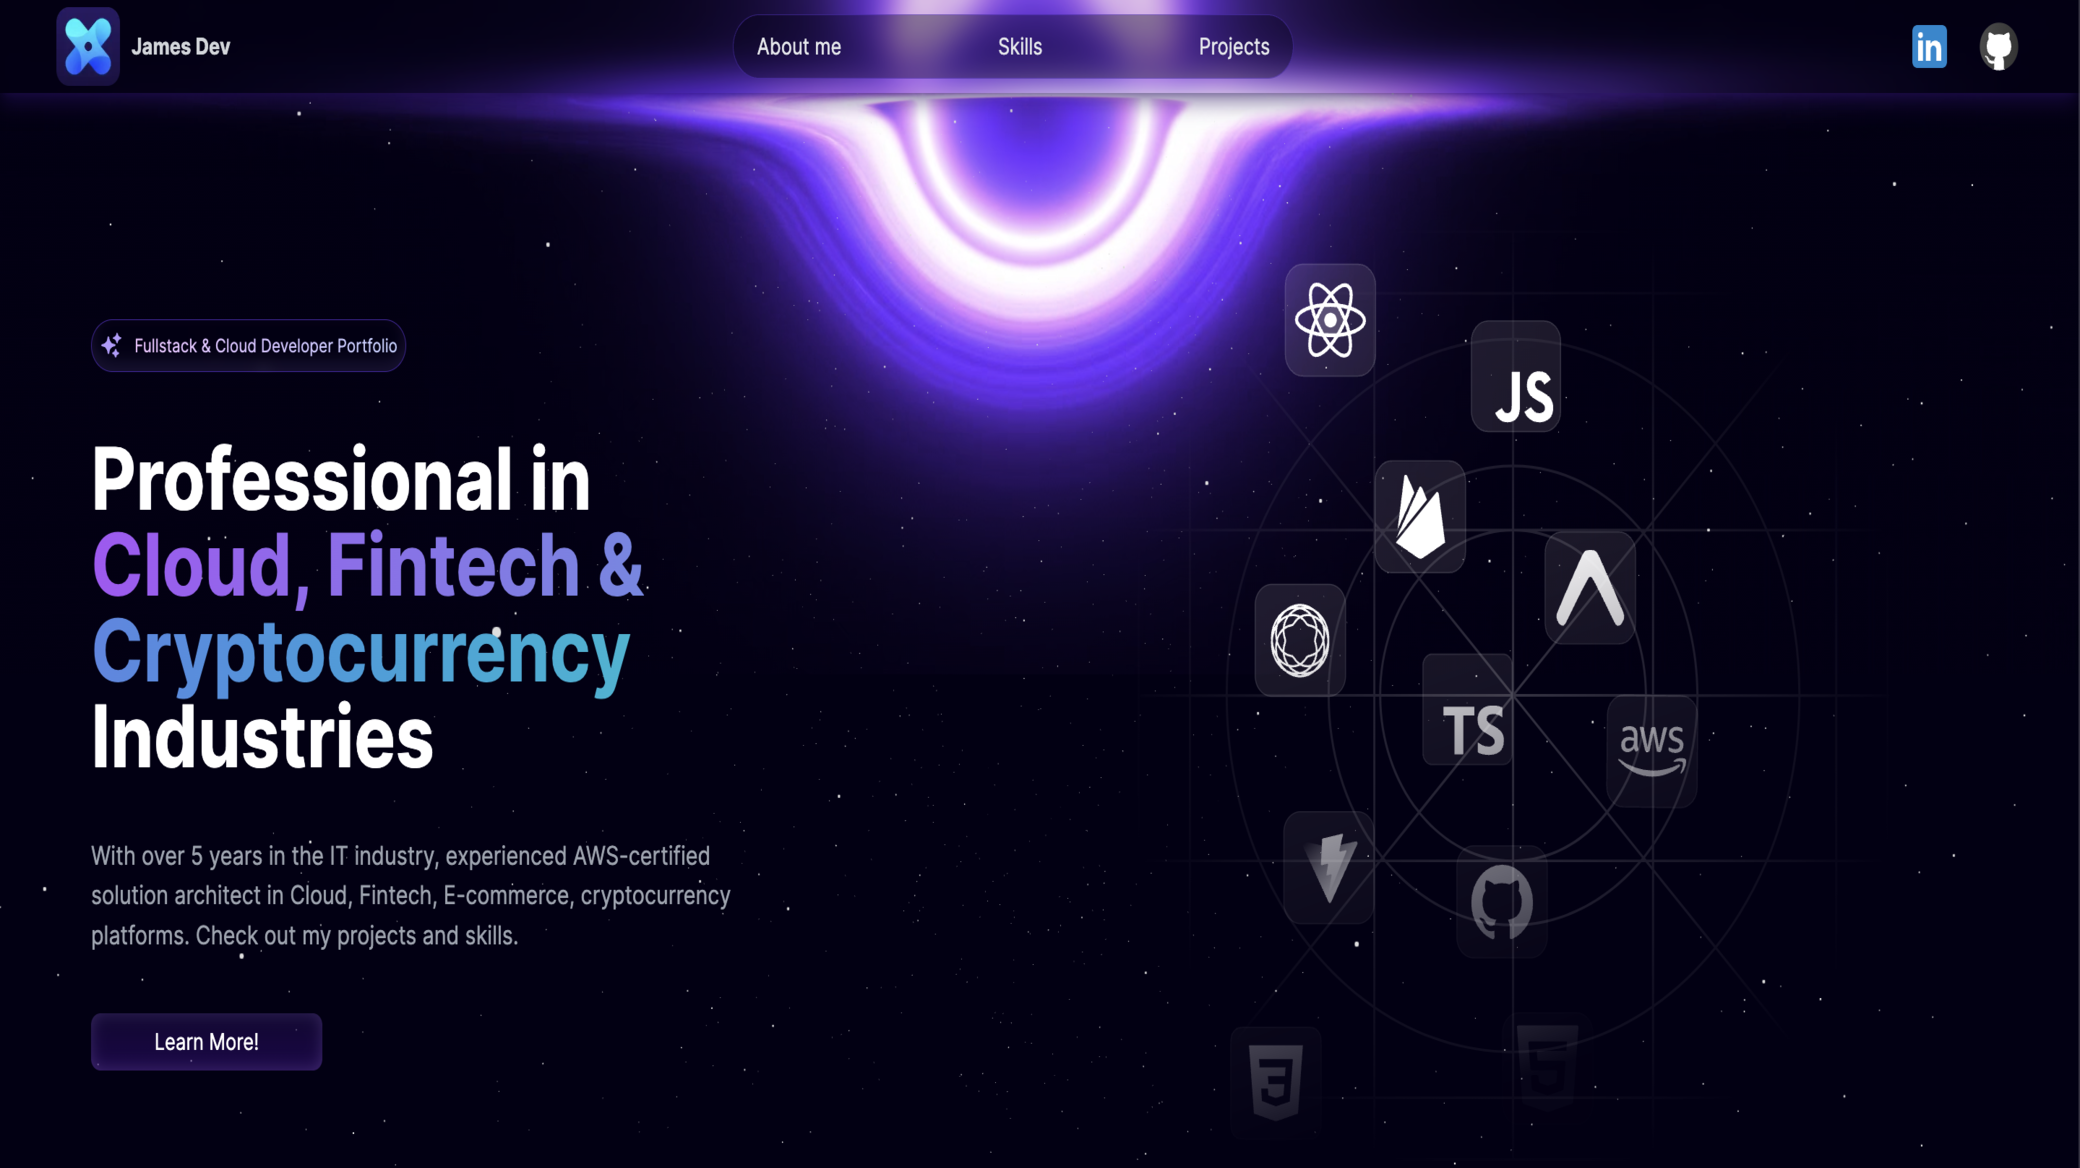 James Dev
About me
Skills
Projects
in
Fullstack & Cloud Developer Portfolio
Professional in
Cloud, Fintech &
Cryptocurrency
Industries
With over 5 years in the IT industry, experienced AWS-certified
solution architect in Cloud, Fintech, E-commerce, cryptocurrency
platforms. Check out my projects and skills.
Learn More!
JS
TS
aws
3
5